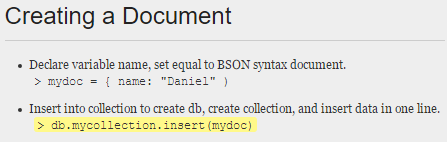 Creating a Document
• Declare variable name, set equal to BSON syntax document.
> mydoc = { name: "Daniel" )
• Insert into collection to create db, create collection, and insert data in one line.
> db.mycollection.insert(mydoc)